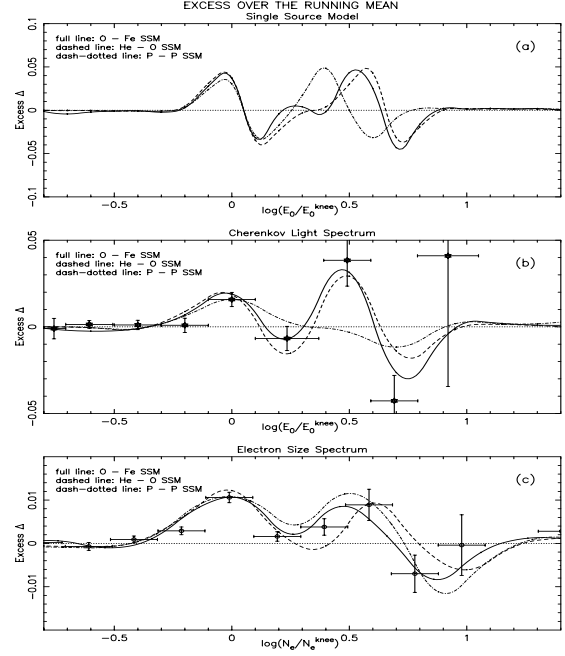 EXCESS OVER THE RUNNING MEAN
Single Source Model
full line: O – Fe SSM
dashed line: He – O SSM
dash–dotted line: P – P SSM
(a)
Excess Δ
0.1
0.05
0
−0.05
−0.1
−0.5
0
0.5
1
log(E₀/E₀ᵏⁿᵉᵉ)
Cherenkov Light Spectrum
full line: O – Fe SSM
dashed line: He – O SSM
dash–dotted line: P – P SSM
(b)
Excess Δ
0.05
0
0.05
−0.5
0
0.5
1
log(E₀/E₀ᵏⁿᵉᵉ)
Electron Size Spectrum
full line: O – Fe SSM
dashed line: He – O SSM
dash–dotted line: P – P SSM
(c)
Excess Δ
0.01
0
−0.01
−0.5
0
0.5
1
log(Nₑ/Nₑᵏⁿᵉᵉ)